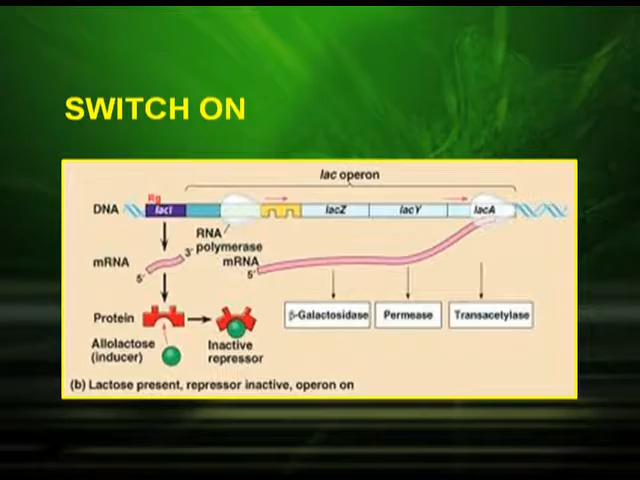 SWITCH ON
lac operon
Rg
DNA
lacI
lacZ
lacY
lacA
RNA
polymerase
3'
mRNA
mRNA
5'
5'
β-Galactosidase
Permease
Transacetylase
Protein
Allolactose
(inducer)
Inactive
repressor
(b) Lactose present, repressor inactive, operon on